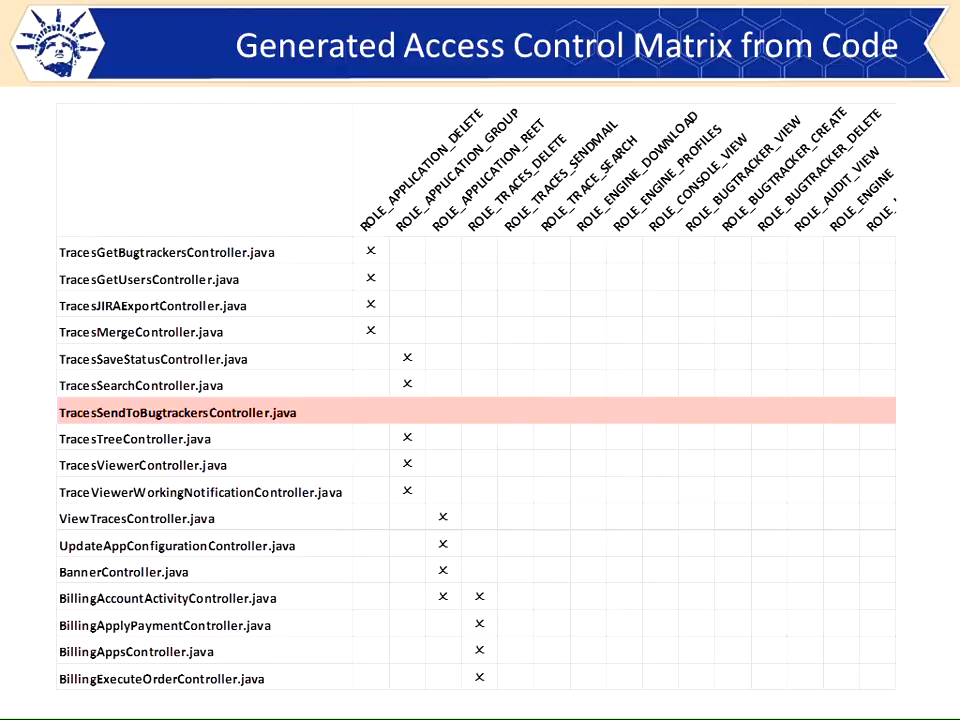 Generated Access Control Matrix from Code
ROLE_APPLICATION_DELETE
ROLE_APPLICATION_GROUP
ROLE_APPLICATION_REET
ROLE_TRACES_DELETE
ROLE_TRACES_SENDMAIL
ROLE_TRACE_SEARCH
ROLE_ENGINE_DOWNLOAD
ROLE_ENGINE_PROFILES
ROLE_CONSOLE_VIEW
ROLE_BUGTRACKER_VIEW
ROLE_BUGTRACKER_CREATE
ROLE_BUGTRACKER_DELETE
ROLE_AUDIT_VIEW
ROLE_ENGINE
ROLE_
TracesGetBugtrackersController.java x
TracesGetUsersController.java x
TracesJIRAExportController.java x
TracesMergeController.java x
TracesSaveStatusController.java x
TracesSearchController.java x
TracesSendToBugtrackersController.java
TracesTreeController.java x
TracesViewerController.java x
TraceViewerWorkingNotificationController.java x
ViewTracesController.java x
UpdateAppConfigurationController.java x
BannerController.java x
BillingAccountActivityController.java x x
BillingApplyPaymentController.java x
BillingAppsController.java x
BillingExecuteOrderController.java x